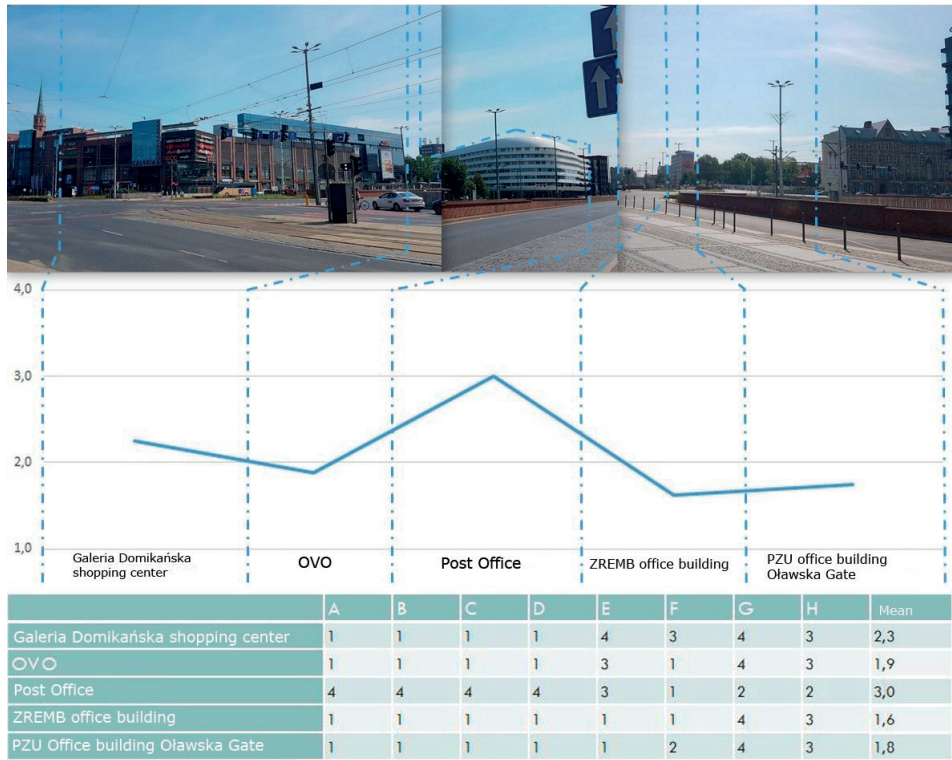 GALERIA
4,0
3,0
2,0
1,0
Galeria Domikańska
shopping center
OVO
Post Office
ZREMB office building
PZU office building
Oławska Gate
A B C D E F G H Mean
Galeria Domikańska shopping center 1 1 1 1 4 3 4 3 2,3
OVO 1 1 1 1 3 1 4 3 1,9
Post Office 4 4 4 4 3 1 2 2 3,0
ZREMB office building 1 1 1 1 1 1 4 3 1,6
PZU Office building Oławska Gate 1 1 1 1 1 2 4 3 1,8